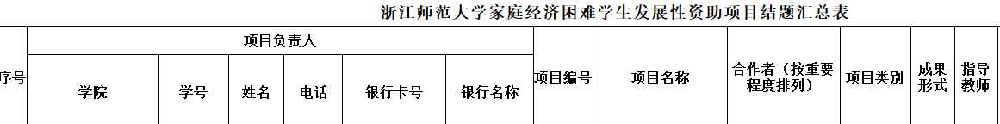 浙江师范大学家庭经济困难学生发展性资助项目结题汇总表
序号
项目负责人
学院
学号
姓名
电话
银行卡号
银行名称
项目编号
项目名称
合作者（按重要
程度排列）
项目类别
成果
形式
指导
教师